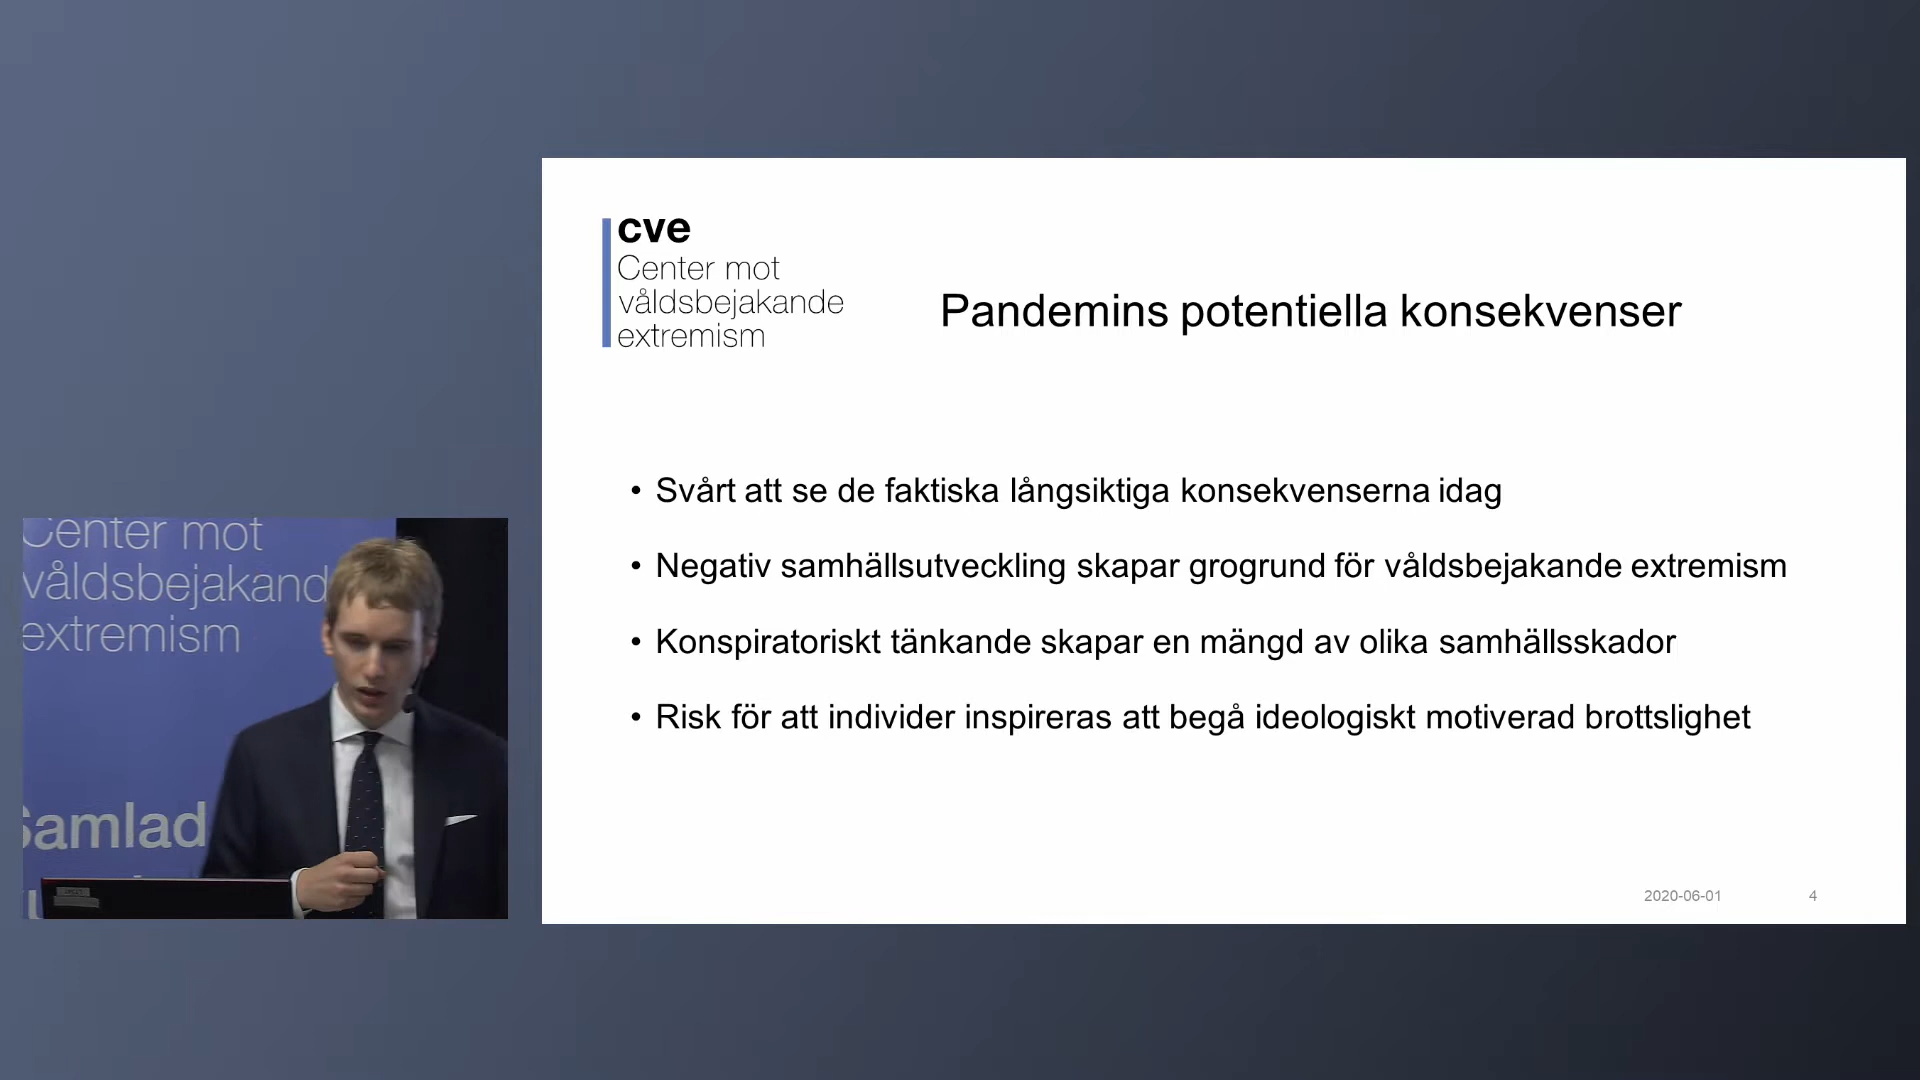 cve
Center mot
våldsbejakande
extremism
Pandemins potentiella konsekvenser
• Svårt att se de faktiska långsiktiga konsekvenserna idag
• Negativ samhällsutveckling skapar grogrund för våldsbejakande extremism
• Konspiratoriskt tänkande skapar en mängd av olika samhällsskador
• Risk för att individer inspireras att begå ideologiskt motiverad brottslighet
2020-06-01 4
Center mot
våldsbejakand
extremism
Samlad